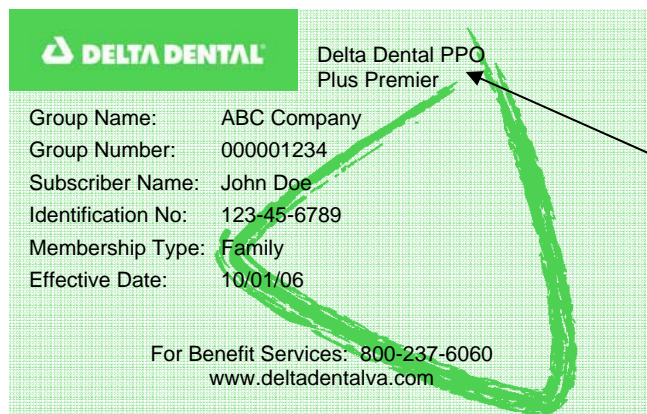 DELTA DENTAL
Delta Dental PPO
Plus Premier
Group Name: ABC Company
Group Number: 000001234
Subscriber Name: John Doe
Identification No: 123-45-6789
Membership Type: Family
Effective Date: 10/01/06
For Benefit Services: 800-237-6060
www.deltadentalva.com